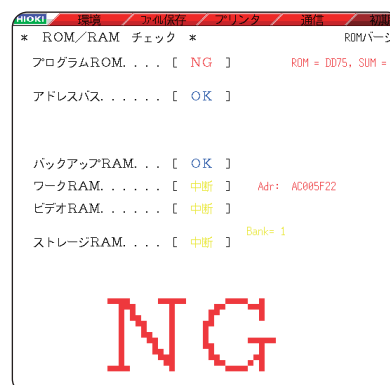 HIOKI 環境 ファイル保存 プリンタ 通信 初期
* ROM/RAM チェック * ROMバージ
プログラムROM. . . . [ NG ] ROM = DD75, SUM =
アドレスバス. . . . . . [ OK ]
バックアップRAM. . . [ OK ]
ワークRAM. . . . . . [ 中断 ] Adr: AC005F22
ビデオRAM. . . . . . [ 中断 ]
Bank= 1
ストレージRAM. . . . [ 中断 ]
NG